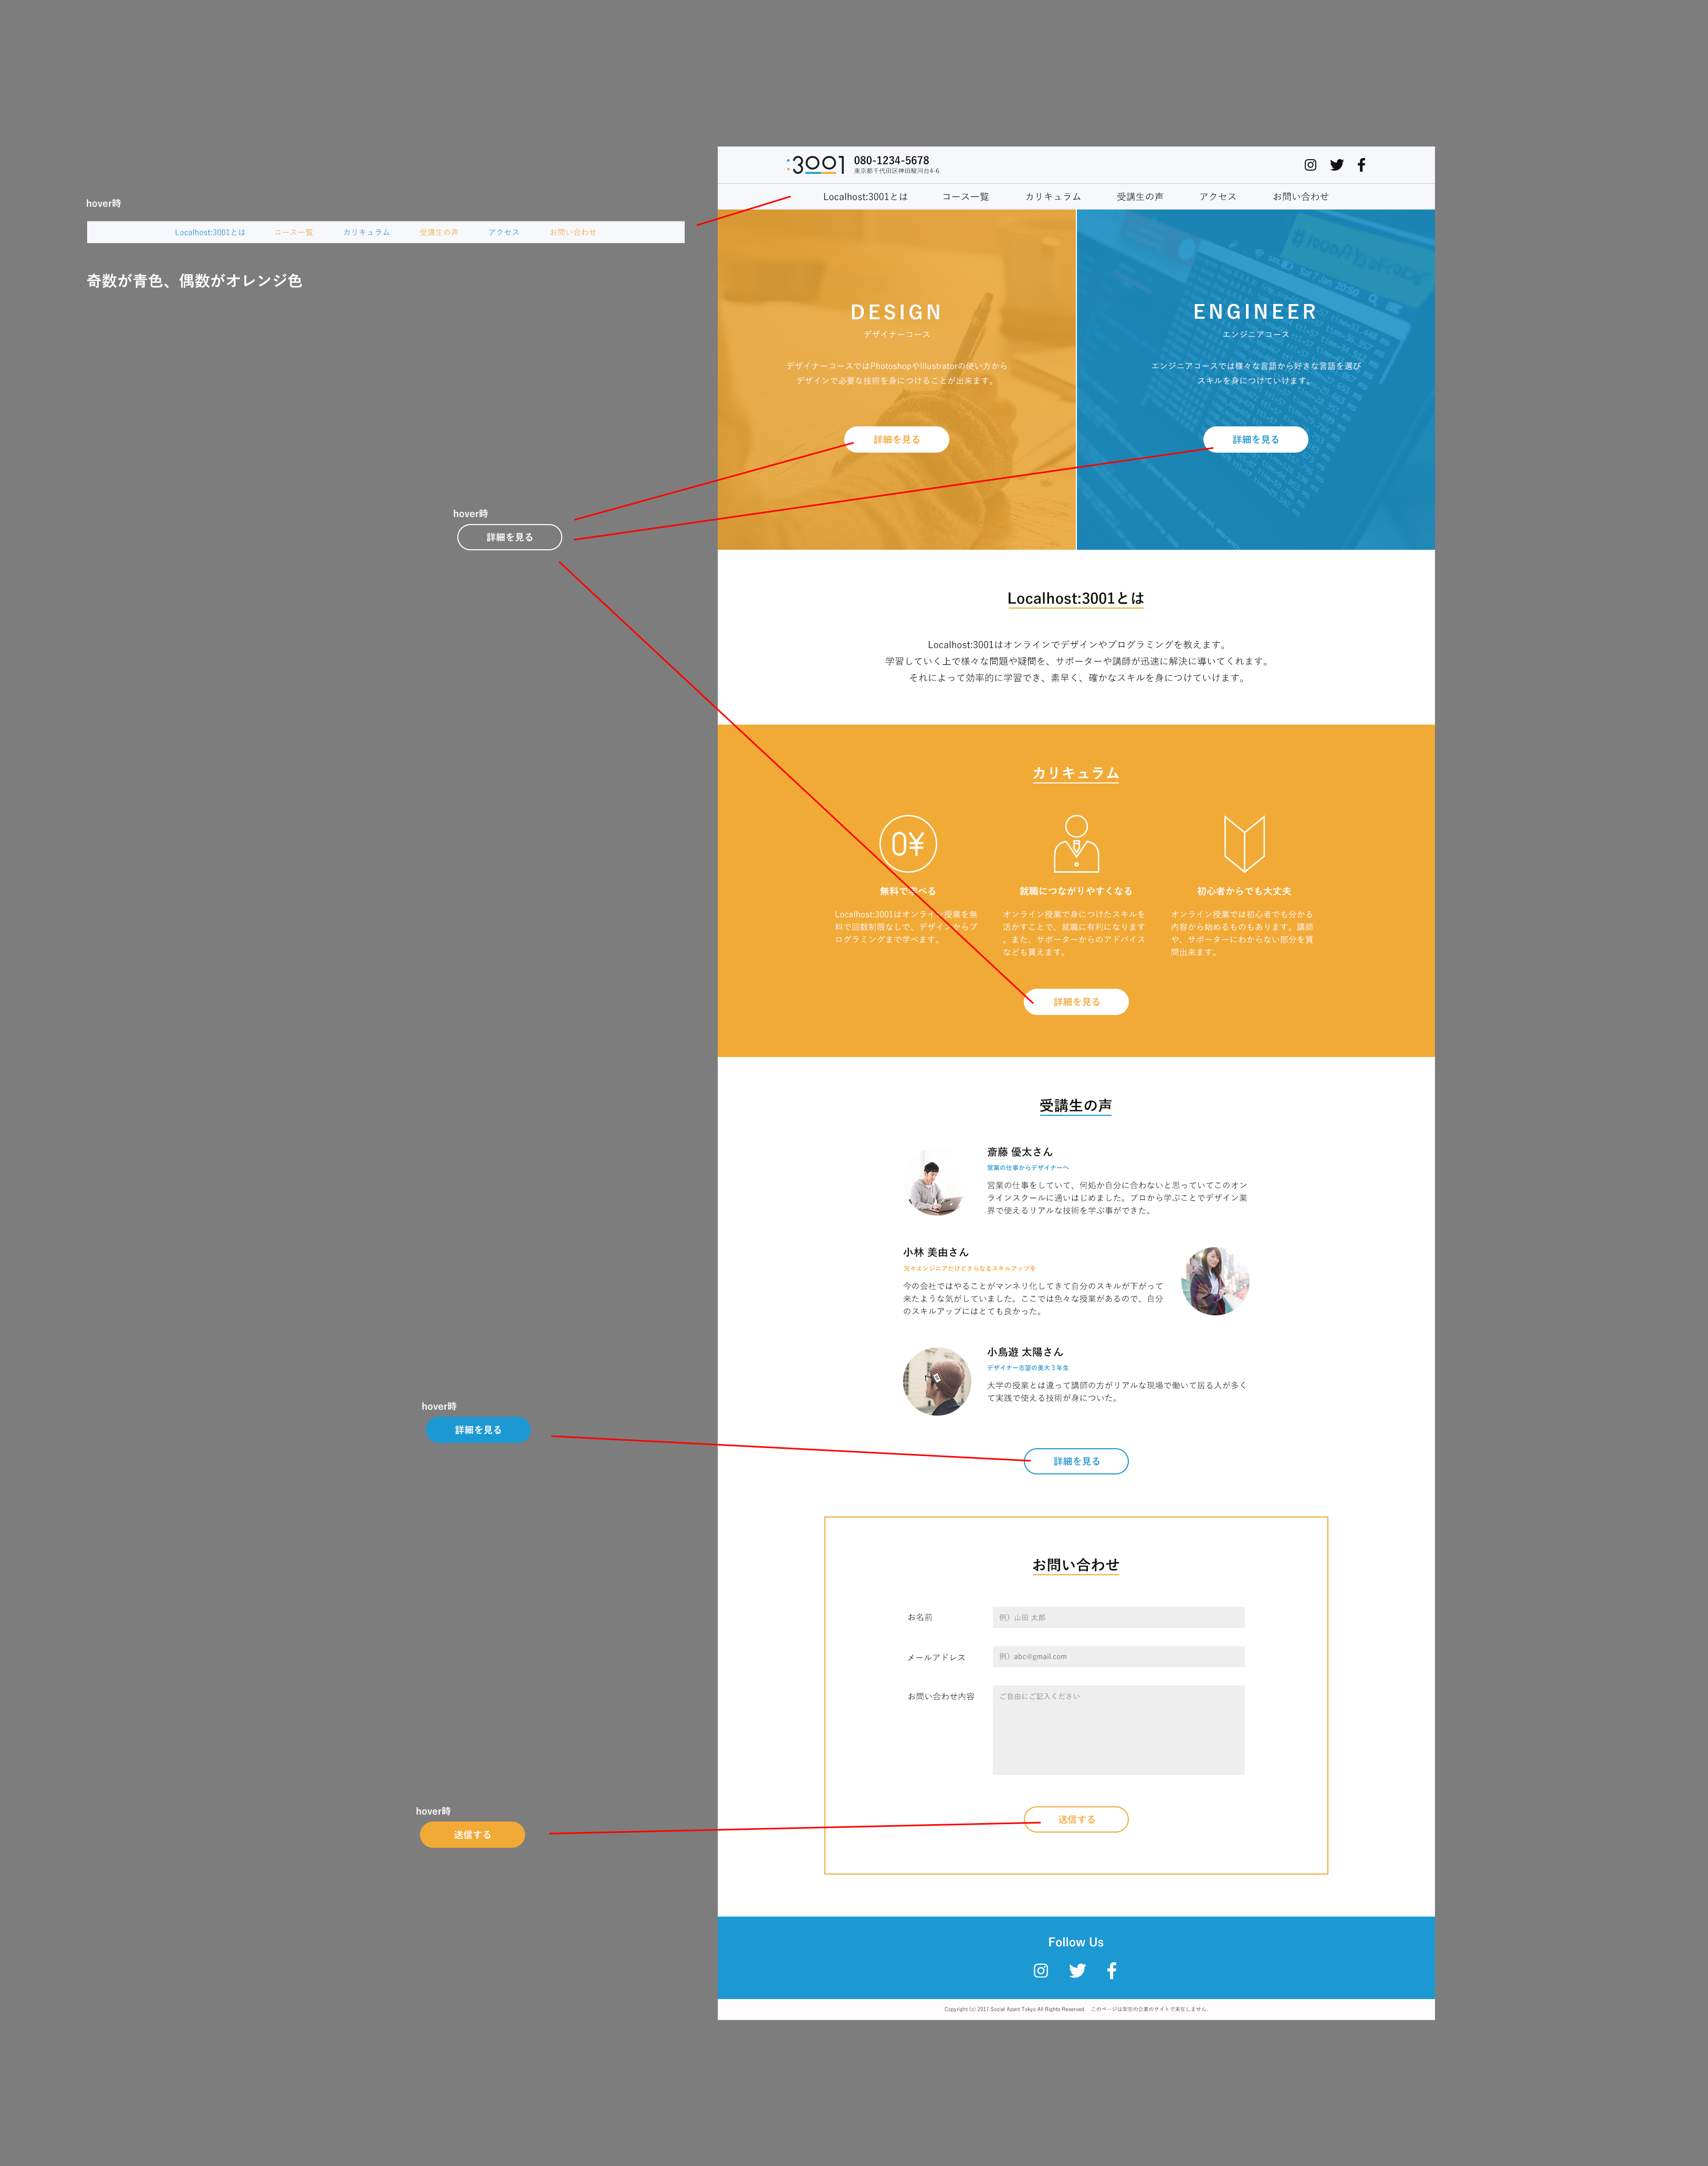 :3001
080-1234-5678
東京都千代田区神田駿河台4-6
Localhost:3001とは コース一覧 カリキュラム 受講生の声 アクセス お問い合わせ
hover時
Localhost:3001とは コース一覧 カリキュラム 受講生の声 アクセス お問い合わせ
奇数が青色、偶数がオレンジ色
DESIGN
デザイナーコース
デザイナーコースではPhotoshopやIllustratorの使い方から
デザインで必要な技術を身につけることが出来ます。
詳細を見る
ENGINEER
エンジニアコース
エンジニアコースでは様々な言語から好きな言語を選び
スキルを身につけていけます。
詳細を見る
hover時
詳細を見る
Localhost:3001とは
Localhost:3001はオンラインでデザインやプログラミングを教えます。
学習していく上で様々な問題や疑問を、サポーターや講師が迅速に解決に導いてくれます。
それによって効率的に学習でき、素早く、確かなスキルを身につけていけます。
カリキュラム
0¥
無料で学べる
Localhost:3001はオンライン授業を無
料で回数制限なしで、デザインからプ
ログラミングまで学べます。
就職につながりやすくなる
オンライン授業で身につけたスキルを
活かすことで、就職に有利になります
。また、サポーターからのアドバイス
なども貰えます。
初心者からでも大丈夫
オンライン授業では初心者でも分かる
内容から始めるものもあります。講師
や、サポーターにわからない部分を質
問出来ます。
詳細を見る
受講生の声
斎藤 優太さん
営業の仕事からデザイナーへ
営業の仕事をしていて、何処か自分に合わないと思っていてこのオン
ラインスクールに通いはじめました。プロから学ぶことでデザイン業
界で使えるリアルな技術を学ぶ事ができた。
小林 美由さん
元々エンジニアだけどさらなるスキルアップを
今の会社ではやることがマンネリ化してきて自分のスキルが下がって
来たような気がしていました。ここでは色々な授業があるので、自分
のスキルアップにはとても良かった。
小鳥遊 太陽さん
デザイナー志望の美大３年生
大学の授業とは違って講師の方がリアルな現場で働いて居る人が多く
て実践で使える技術が身についた。
hover時
詳細を見る
詳細を見る
お問い合わせ
お名前
例）山田 太郎
メールアドレス
例）abc@gmail.com
お問い合わせ内容
ご自由にご記入ください
hover時
送信する
送信する
Follow Us
Copyright (c) 2017 Social Apart Tokyo All Rights Reserved. このページは架空の企業のサイトで実在しません。